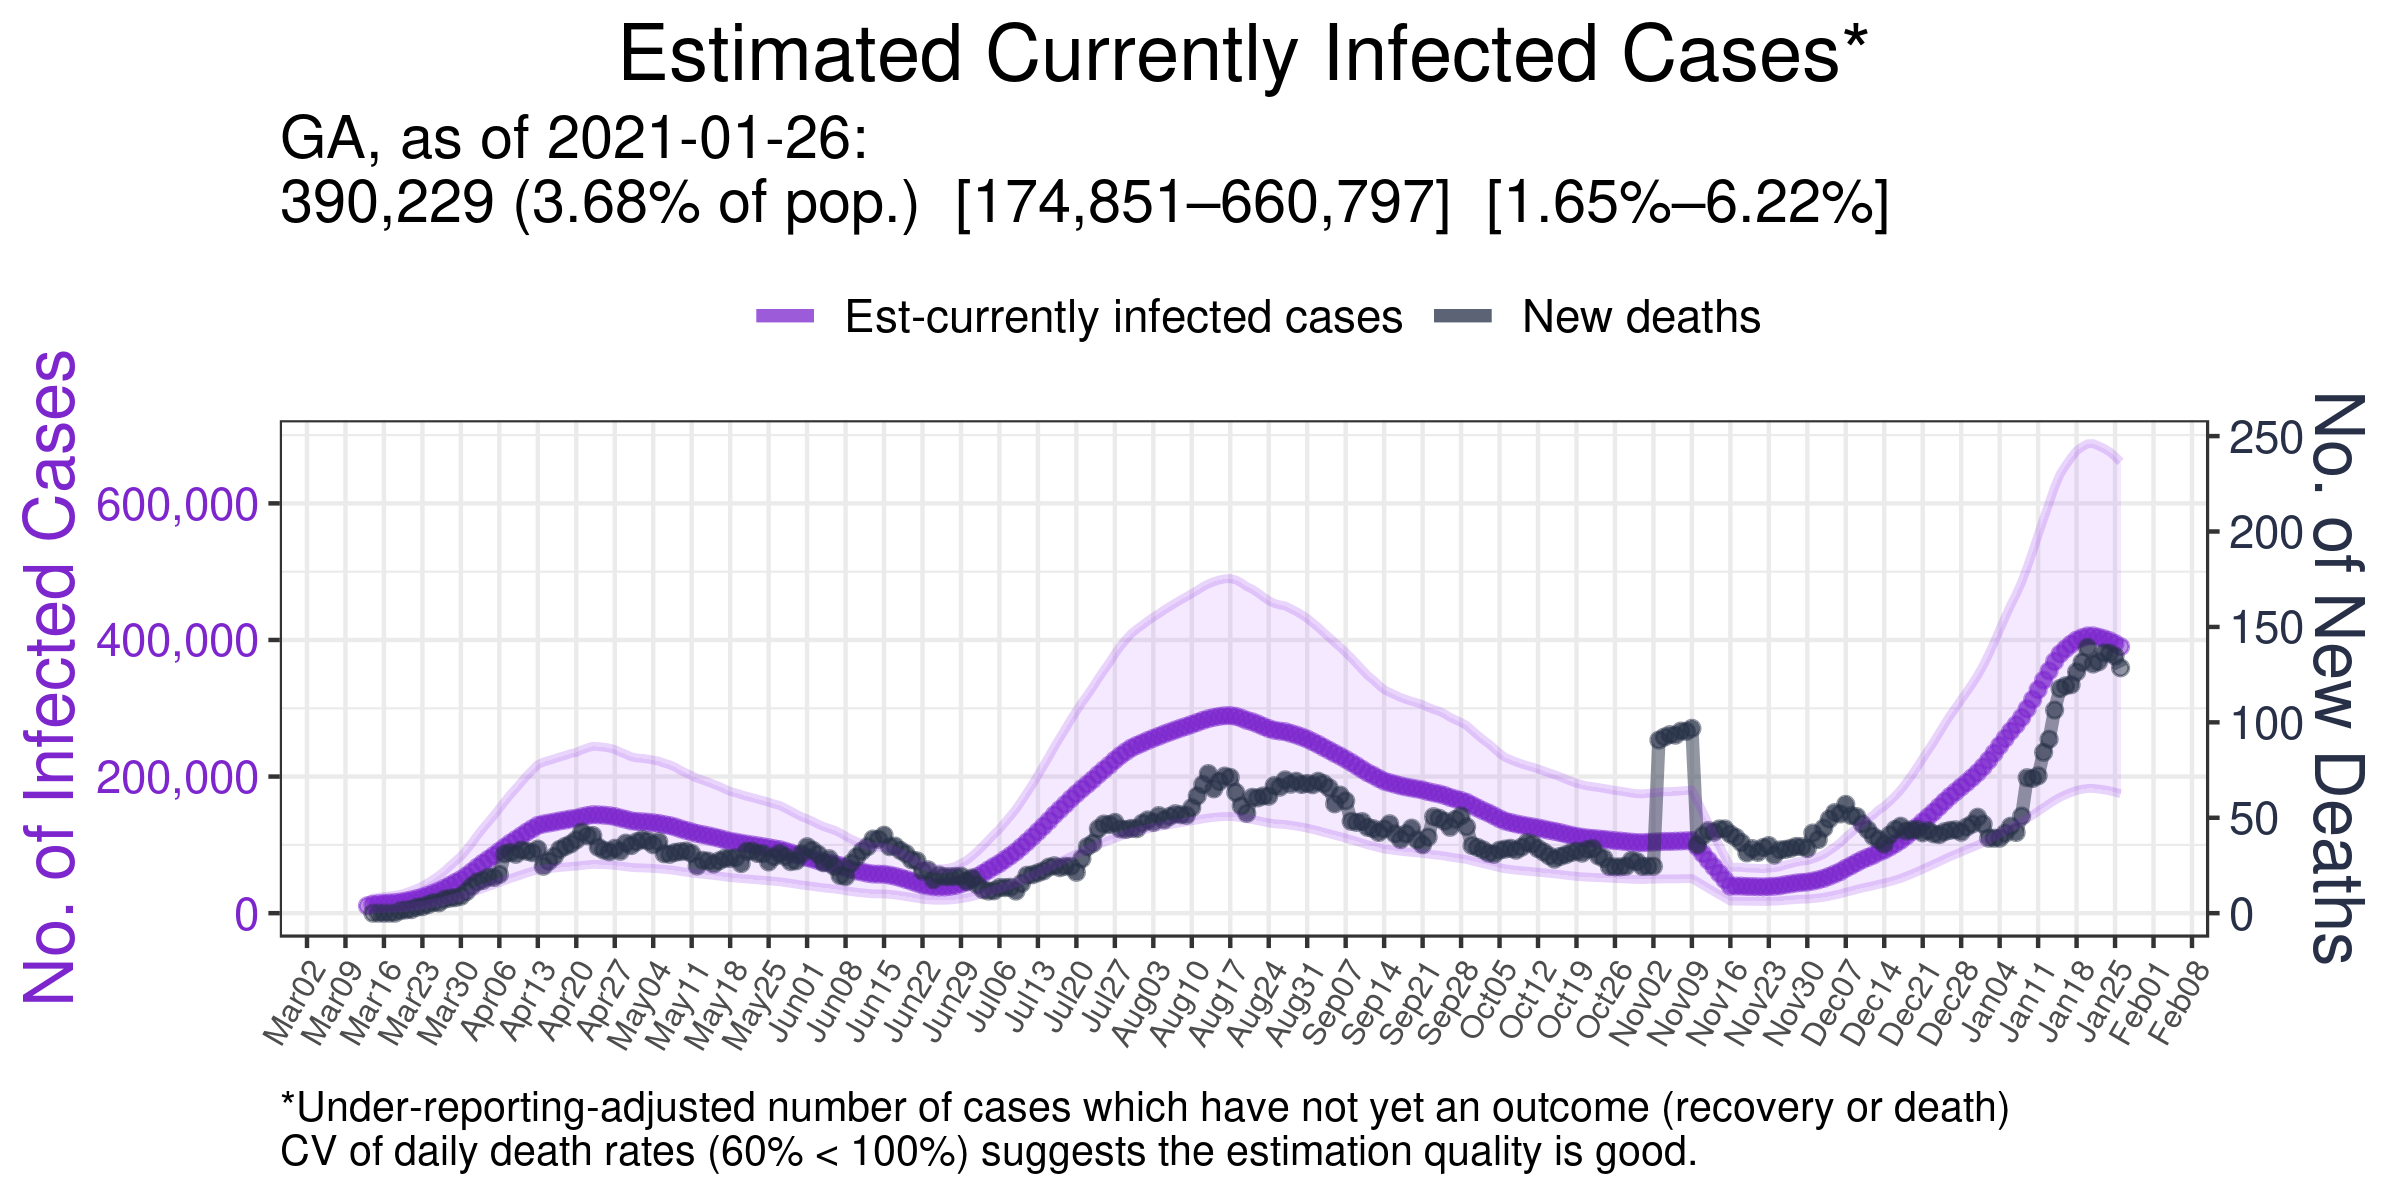 Estimated Currently Infected Cases*
GA, as of 2021-01-26:
390,229 (3.68% of pop.) [174,851–660,797] [1.65%–6.22%]
Est-currently infected cases
New deaths
No. of Infected Cases
600,000
400,000
200,000
0
250
200
150
100
50
0
No. of New Deaths
Mar02
Mar09
Mar16
Mar23
Mar30
Apr06
Apr13
Apr20
Apr27
May04
May11
May18
May25
Jun01
Jun08
Jun15
Jun22
Jun29
Jul06
Jul13
Jul20
Jul27
Aug03
Aug10
Aug17
Aug24
Aug31
Sep07
Sep14
Sep21
Sep28
Oct05
Oct12
Oct19
Oct26
Nov02
Nov09
Nov16
Nov23
Nov30
Dec07
Dec14
Dec21
Dec28
Jan04
Jan11
Jan18
Jan25
Feb01
Feb08
*Under-reporting-adjusted number of cases which have not yet an outcome (recovery or death)
CV of daily death rates (60% < 100%) suggests the estimation quality is good.